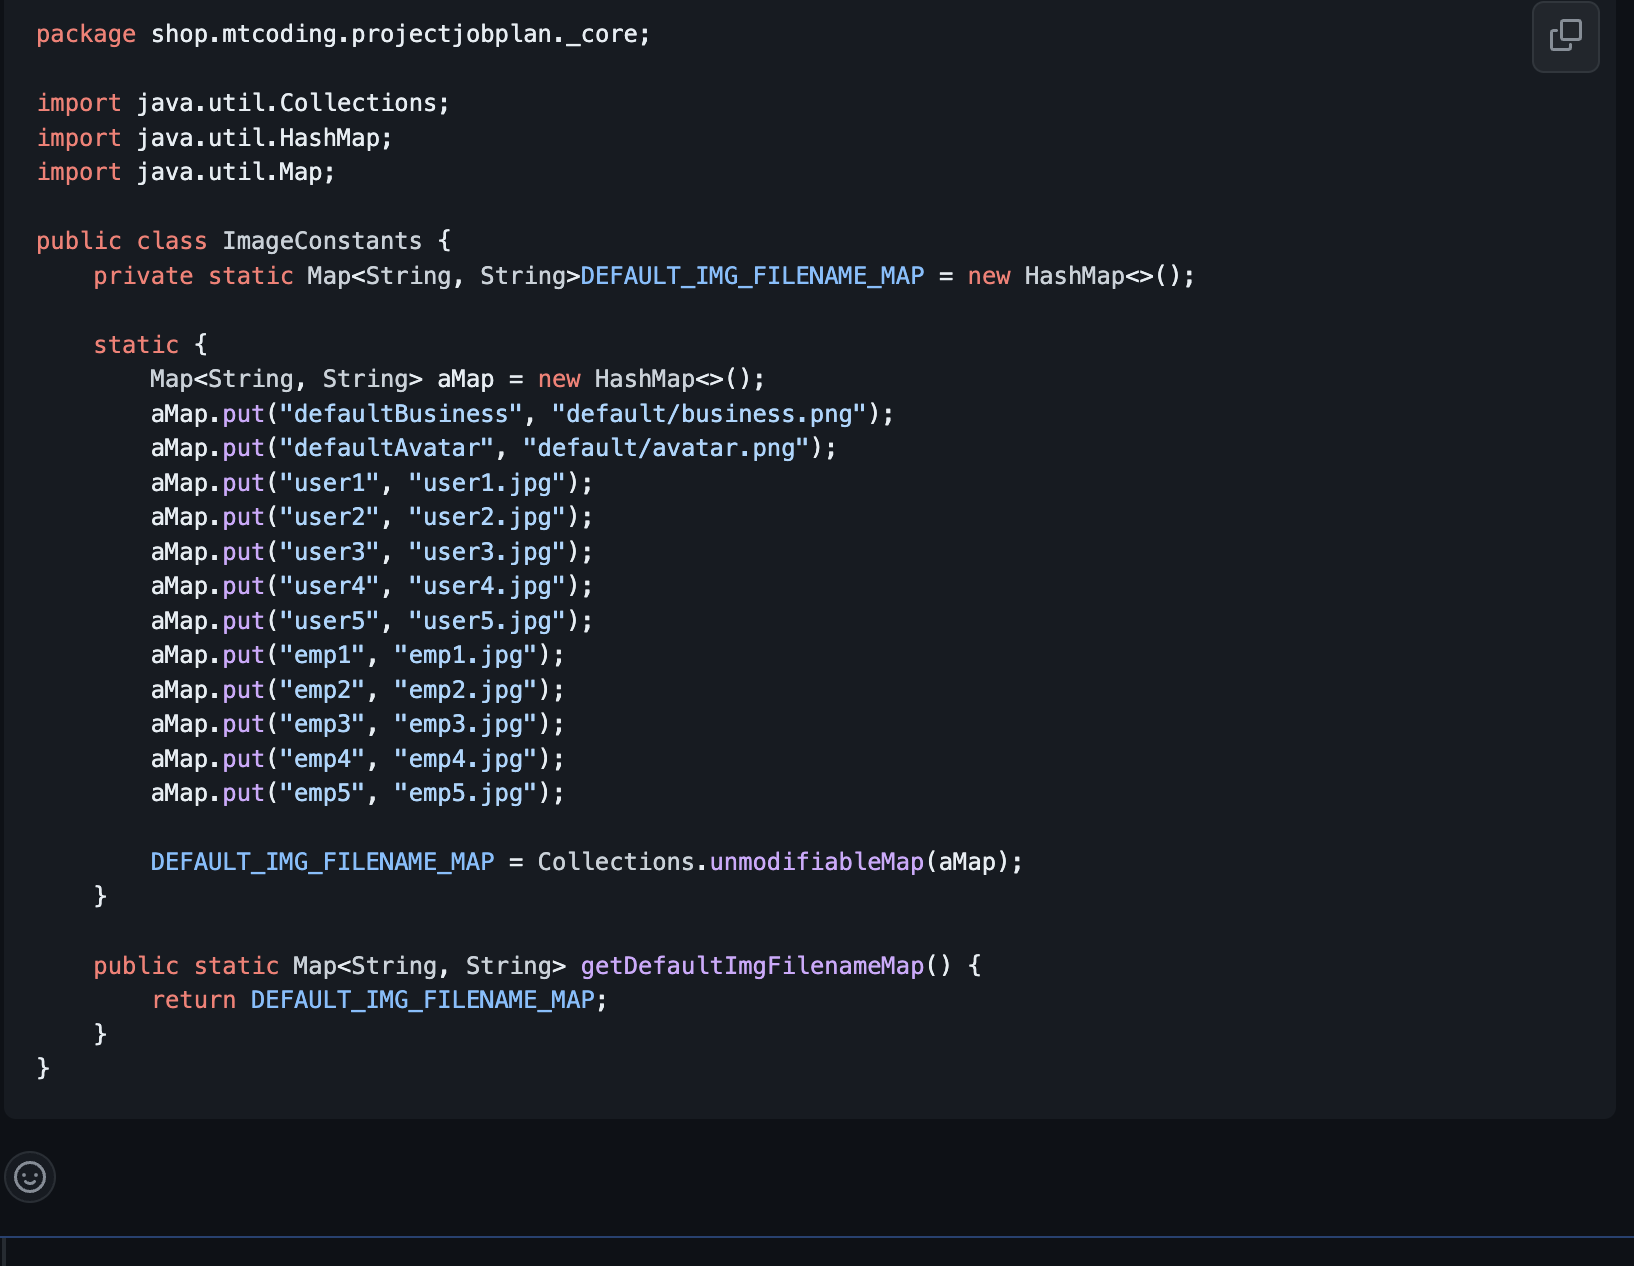 package shop.mtcoding.projectjobplan._core;

import java.util.Collections;
import java.util.HashMap;
import java.util.Map;

public class ImageConstants {
    private static Map<String, String>DEFAULT_IMG_FILENAME_MAP = new HashMap<>();

    static {
        Map<String, String> aMap = new HashMap<>();
        aMap.put("defaultBusiness", "default/business.png");
        aMap.put("defaultAvatar", "default/avatar.png");
        aMap.put("user1", "user1.jpg");
        aMap.put("user2", "user2.jpg");
        aMap.put("user3", "user3.jpg");
        aMap.put("user4", "user4.jpg");
        aMap.put("user5", "user5.jpg");
        aMap.put("emp1", "emp1.jpg");
        aMap.put("emp2", "emp2.jpg");
        aMap.put("emp3", "emp3.jpg");
        aMap.put("emp4", "emp4.jpg");
        aMap.put("emp5", "emp5.jpg");

        DEFAULT_IMG_FILENAME_MAP = Collections.unmodifiableMap(aMap);
    }

    public static Map<String, String> getDefaultImgFilenameMap() {
        return DEFAULT_IMG_FILENAME_MAP;
    }
}